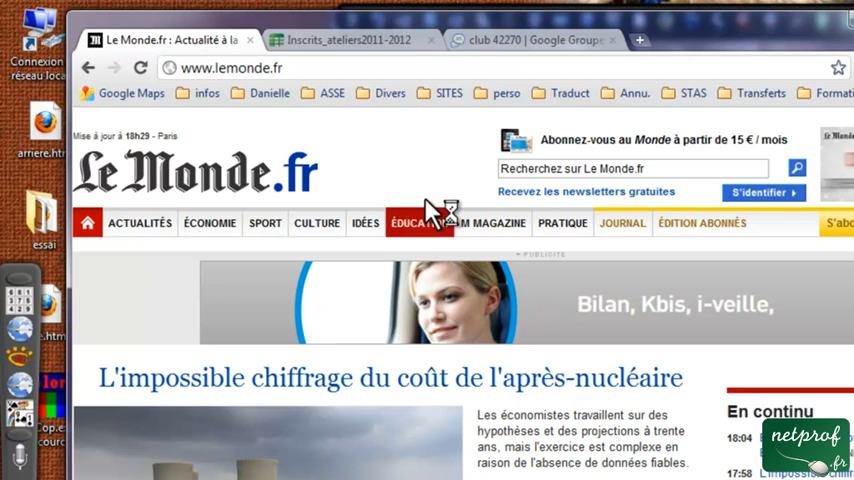 Connexion
réseau loca
arriere.htm
essai
Le Monde.fr : Actualité à la
Inscrits_ateliers2011-2012
club 42270 | Google Groupe
www.lemonde.fr
Google Maps
infos
Danielle
ASSE
Divers
SITES
perso
Traduct
Annu.
STAS
Transferts
Formati
Mise à jour à 18h29 - Paris
Le Monde.fr
Abonnez-vous au Monde à partir de 15 € / mois
Recherchez sur Le Monde.fr
Recevez les newsletters gratuites
S'identifier
ACTUALITÉS
ÉCONOMIE
SPORT
CULTURE
IDÉES
M MAGAZINE
PRATIQUE
JOURNAL
ÉDITION ABONNÉS
S'abo
PUBLICITÉ
Bilan, Kbis, i-veille,
L'impossible chiffrage du coût de l'après-nucléaire
Les économistes travaillent sur des
hypothèses et des projections à trente
ans, mais l'exercice est complexe en
raison de l'absence de données fiables.
En continu
18:04
17:58
netprof
.fr